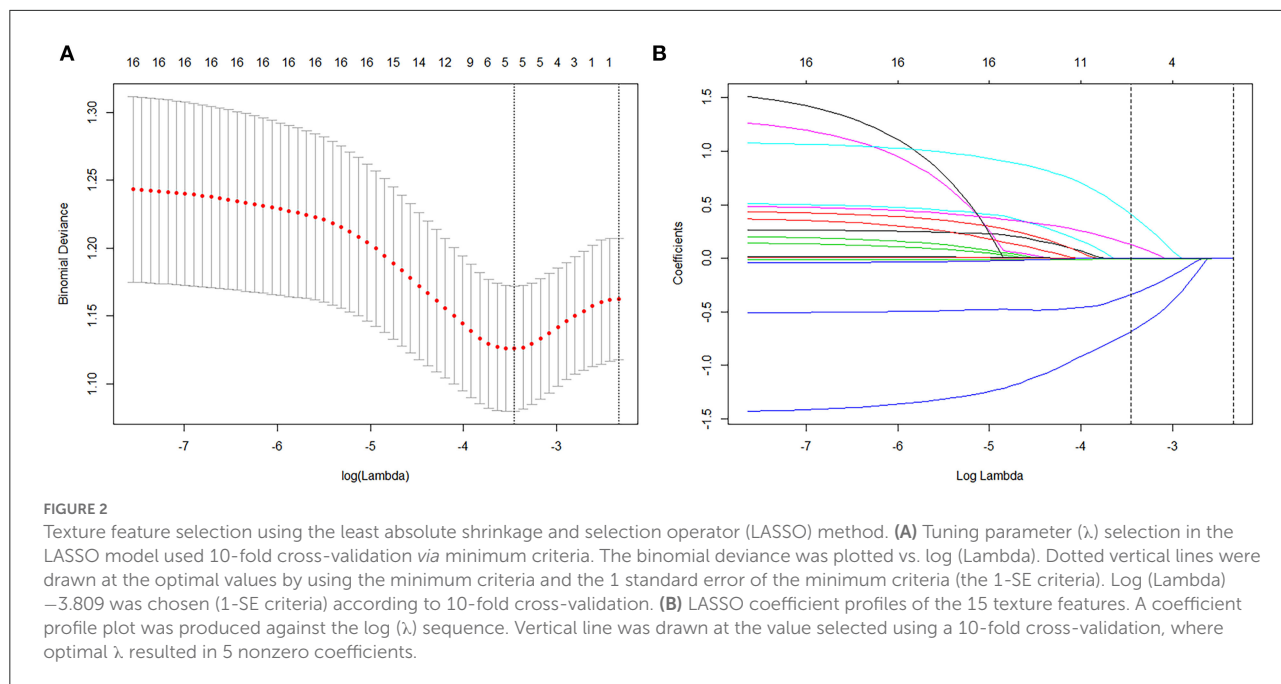 A
16 16 16 16 16 16 16 16 16 16 15 14 12 9 6 5 5 5 4 3 1 1
Binomial Deviance
1.30
1.25
1.20
1.15
1.10
-7 -6 -5 -4 -3
log(Lambda)
B
16 16 16 11 4
Coefficients
1.5
1.0
0.5
0.0
-0.5
-1.0
-1.5
-7 -6 -5 -4 -3
Log Lambda
FIGURE 2
Texture feature selection using the least absolute shrinkage and selection operator (LASSO) method. (A) Tuning parameter (λ) selection in the
LASSO model used 10-fold cross-validation via minimum criteria. The binomial deviance was plotted vs. log (Lambda). Dotted vertical lines were
drawn at the optimal values by using the minimum criteria and the 1 standard error of the minimum criteria (the 1-SE criteria). Log (Lambda)
−3.809 was chosen (1-SE criteria) according to 10-fold cross-validation. (B) LASSO coefficient profiles of the 15 texture features. A coefficient
profile plot was produced against the log (λ) sequence. Vertical line was drawn at the value selected using a 10-fold cross-validation, where
optimal λ resulted in 5 nonzero coefficients.